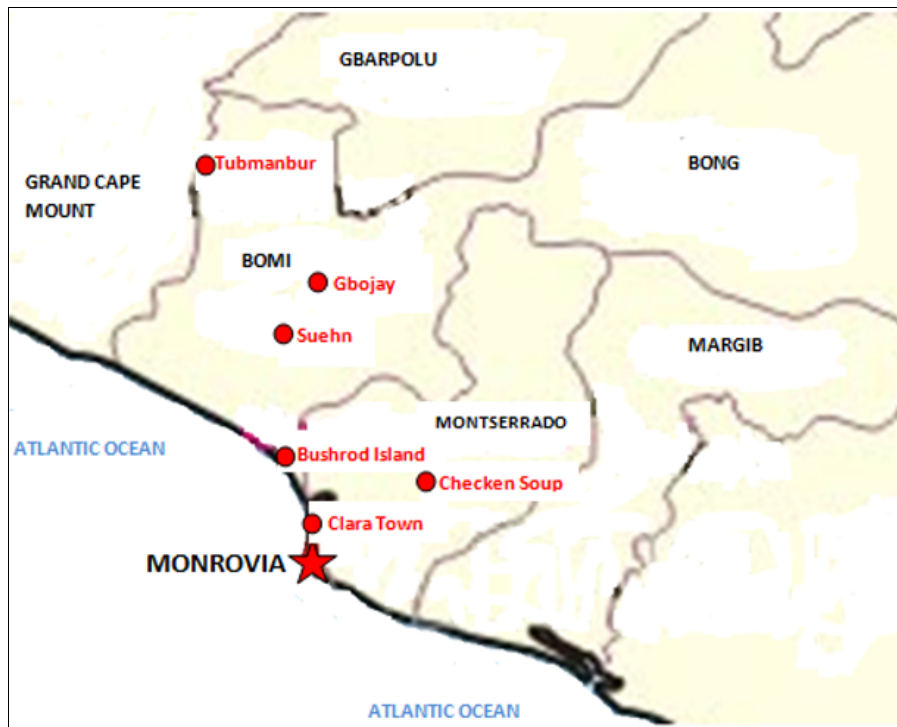 GBARPOLU
Tubmanbur
BONG
GRAND CAPE
MOUNT
BOMI
Gbojay
Suehn
MARGIB
MONTSERRADO
ATLANTIC OCEAN
Bushrod Island
Checken Soup
Clara Town
MONROVIA
ATLANTIC OCEAN